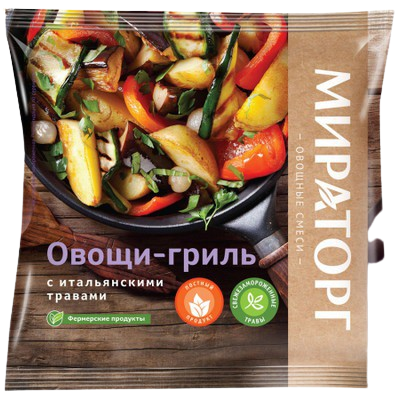 МИРАТОРГ
— ОВОЩНЫЕ СМЕСИ —
Овощи-гриль
с итальянскими
травами
Фермерские продукты
ПОСТНЫЙ
ПРОДУКТ
СВЕЖЕЗАМОРОЖЕННЫЕ
ТРАВЫ